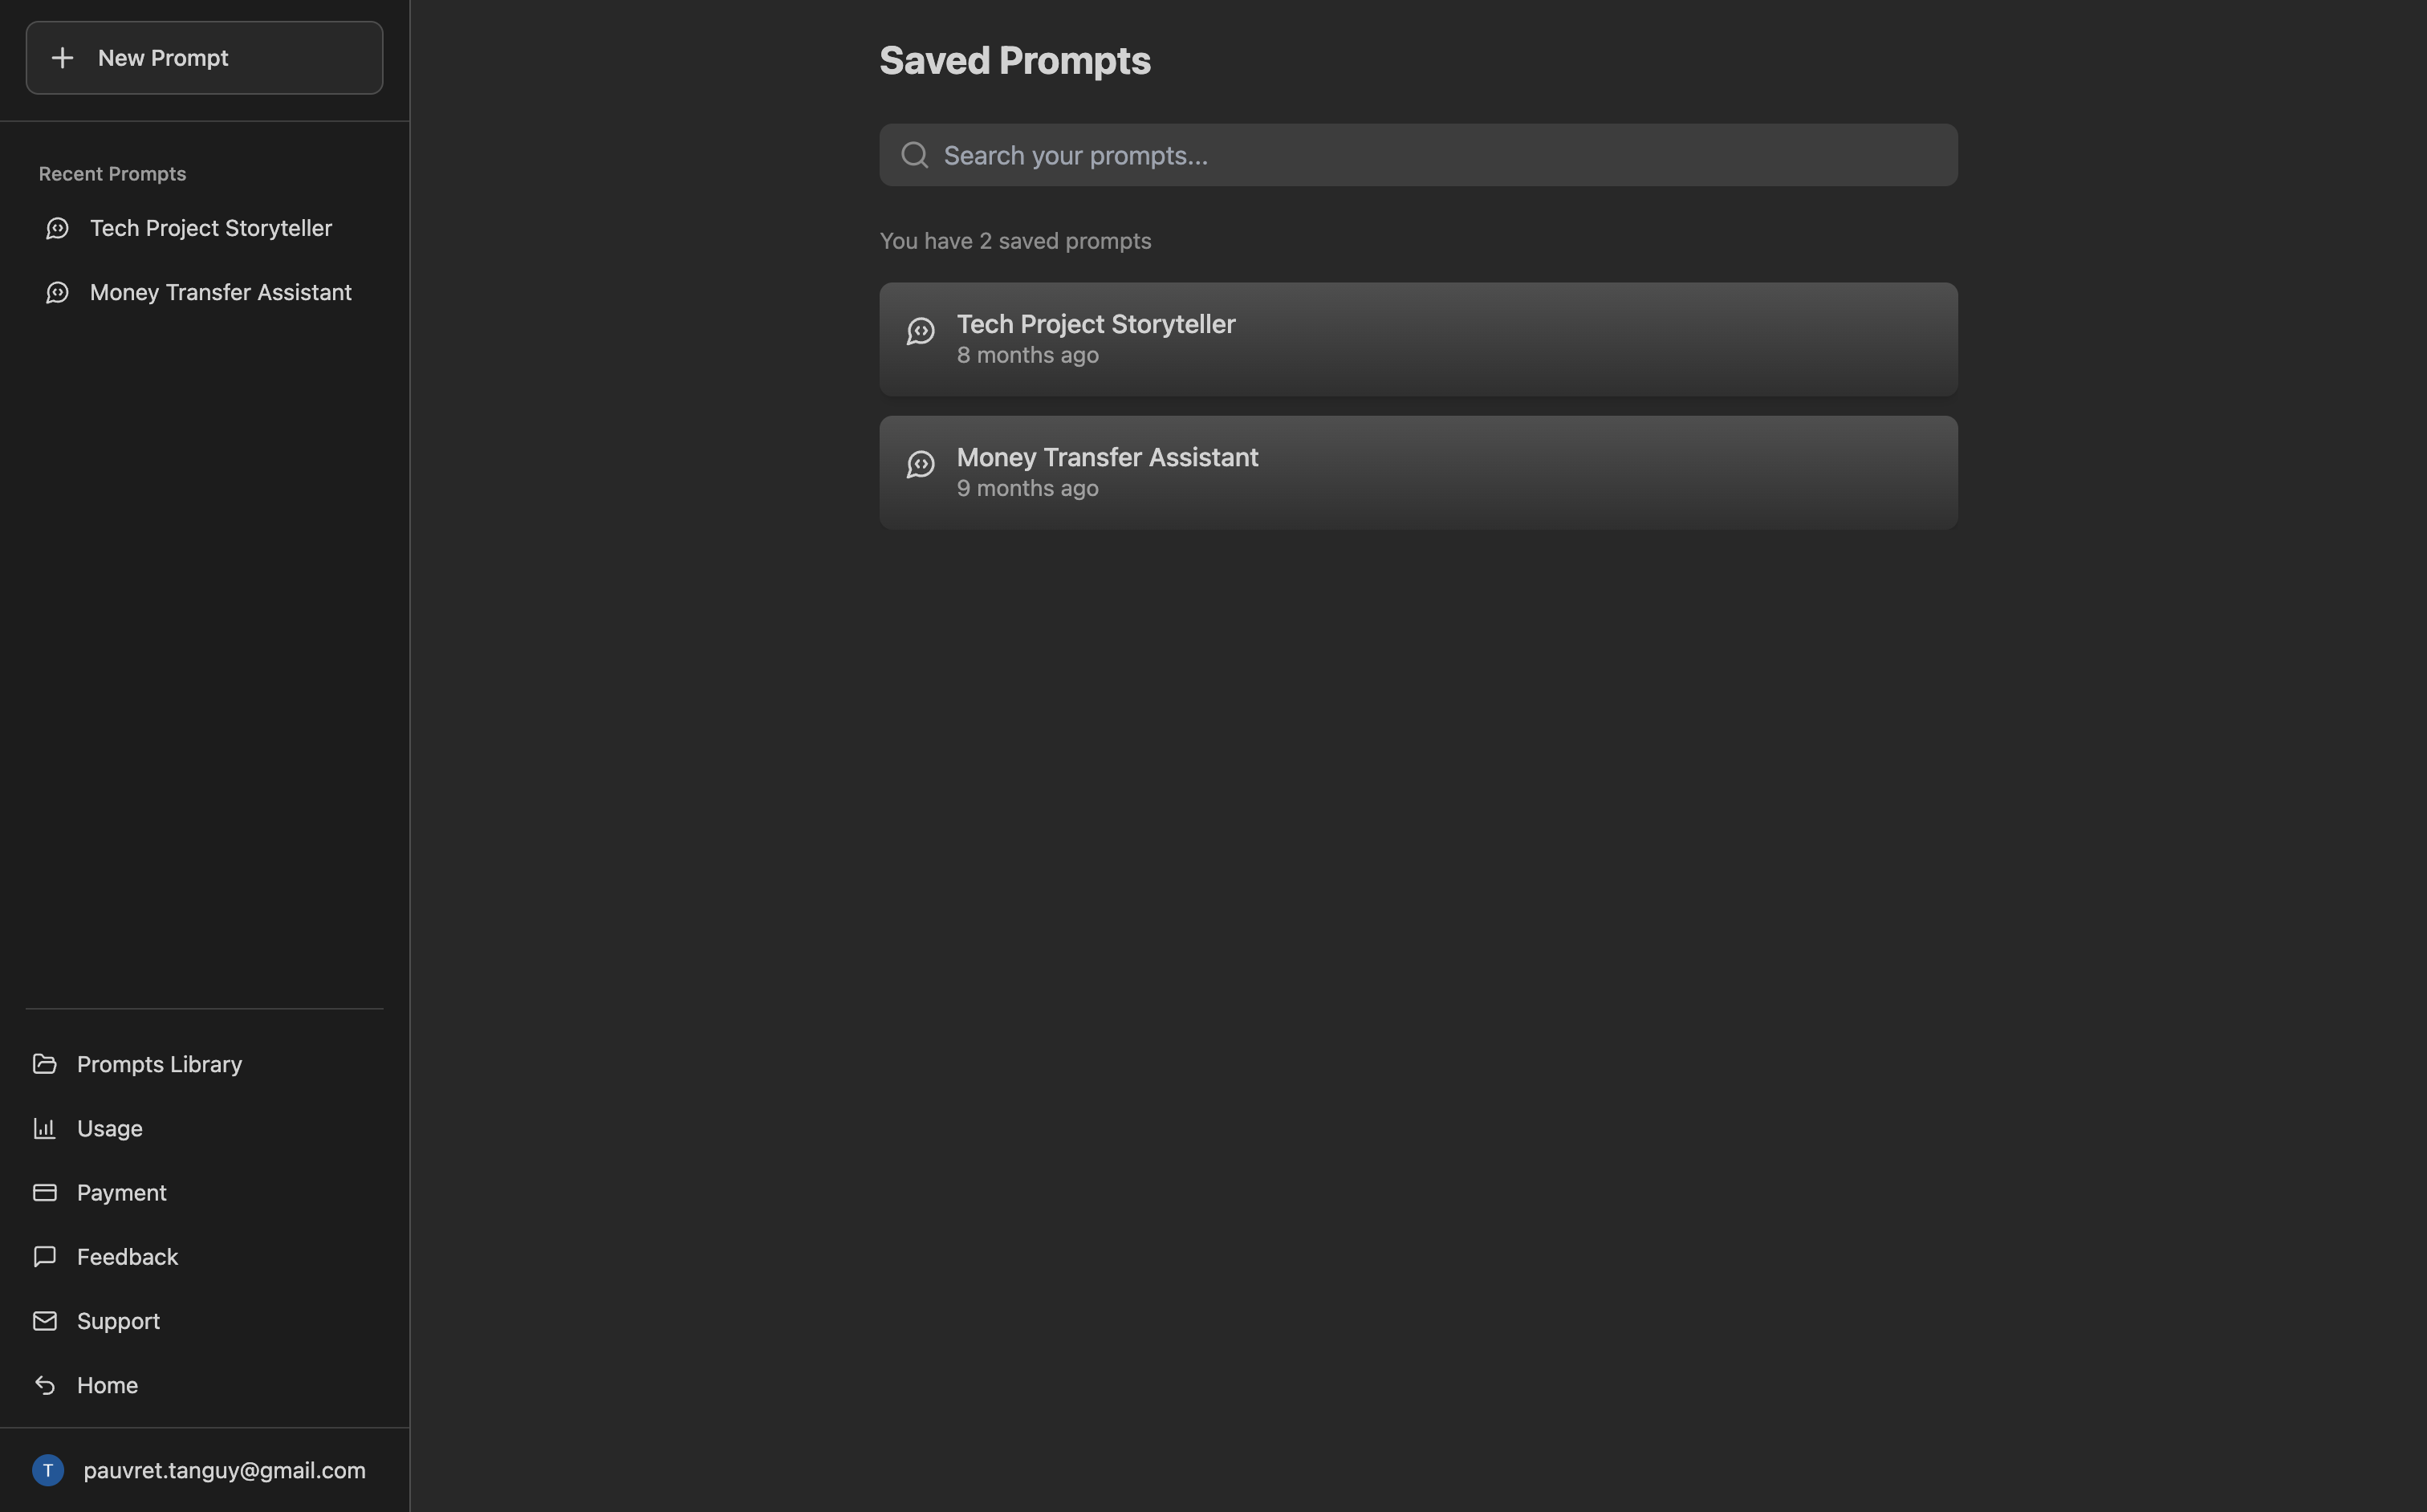 New Prompt
Recent Prompts
Tech Project Storyteller
Money Transfer Assistant
Prompts Library
Usage
Payment
Feedback
Support
Home
T
pauvret.tanguy@gmail.com
Saved Prompts
Search your prompts...
You have 2 saved prompts
Tech Project Storyteller
8 months ago
Money Transfer Assistant
9 months ago